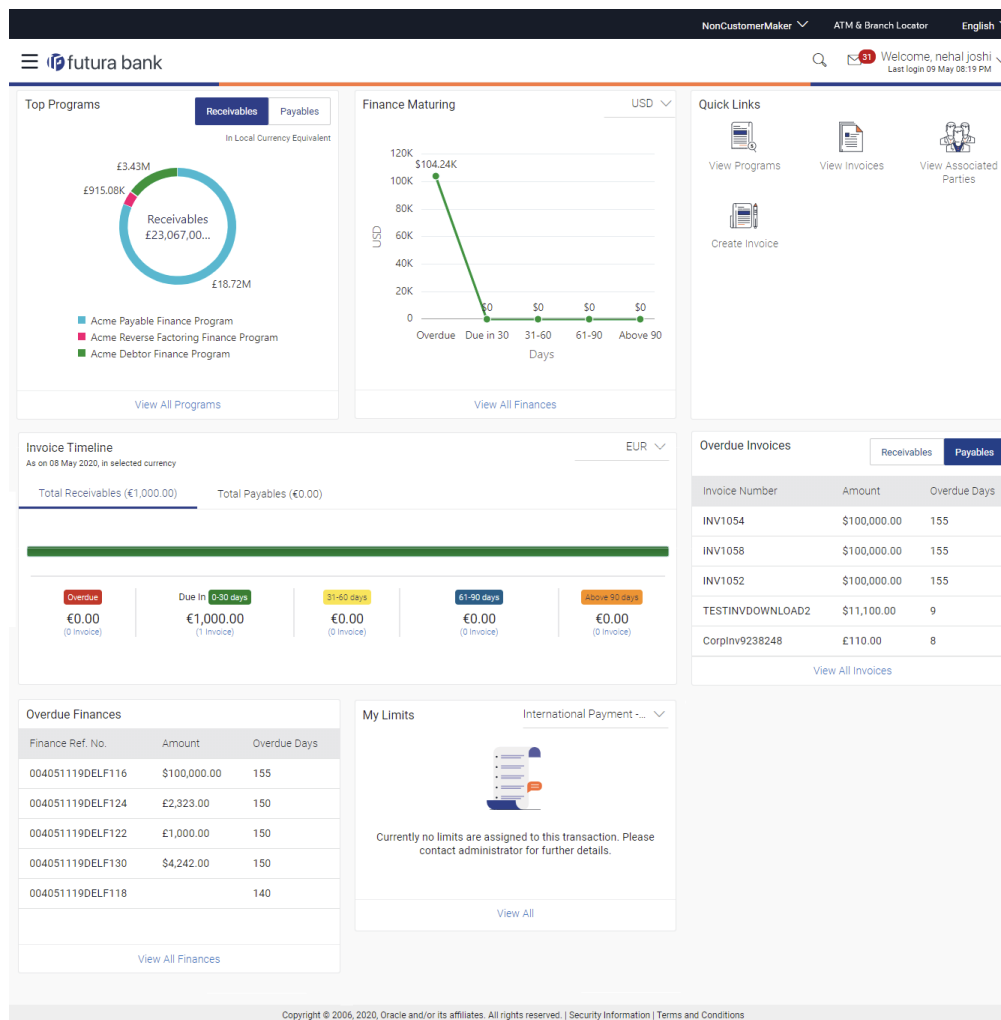 NonCustomerMaker ATM & Branch Locator English
futura bank
31 Welcome, nehal joshi
Last login 09 May 08:19 PM
Top Programs Receivables Payables
In Local Currency Equivalent
£3.43M
£915.08K
Receivables
£23,067,00...
£18.72M
Acme Payable Finance Program
Acme Reverse Factoring Finance Program
Acme Debtor Finance Program
View All Programs
Finance Maturing USD
120K
$104.24K
100K
80K
60K
40K
20K
0
USD
$0 $0 $0 $0
Overdue Due in 30 31-60 61-90 Above 90
Days
View All Finances
Quick Links
View Programs View Invoices View Associated
Parties
Create Invoice
Invoice Timeline EUR
As on 08 May 2020, in selected currency
Total Receivables (€1,000.00) Total Payables (€0.00)
Overdue Due In 0-30 days 31-60 days 61-90 days Above 90 days
€0.00 €1,000.00 €0.00 €0.00 €0.00
(0 Invoice) (1 Invoice) (0 Invoice) (0 Invoice) (0 Invoice)
Overdue Invoices Receivables Payables
Invoice Number Amount Overdue Days
INV1054 $100,000.00 155
INV1058 $100,000.00 155
INV1052 $100,000.00 155
TESTINVDOWNLOAD2 $11,100.00 9
CorpInv9238248 £110.00 8
View All Invoices
Overdue Finances
Finance Ref. No. Amount Overdue Days
004051119DELF116 $100,000.00 155
004051119DELF124 £2,323.00 150
004051119DELF122 £1,000.00 150
004051119DELF130 $4,242.00 150
004051119DELF118 140
View All Finances
My Limits International Payment -...
Currently no limits are assigned to this transaction. Please
contact administrator for further details.
View All
Copyright © 2006, 2020, Oracle and/or its affiliates. All rights reserved. | Security Information | Terms and Conditions